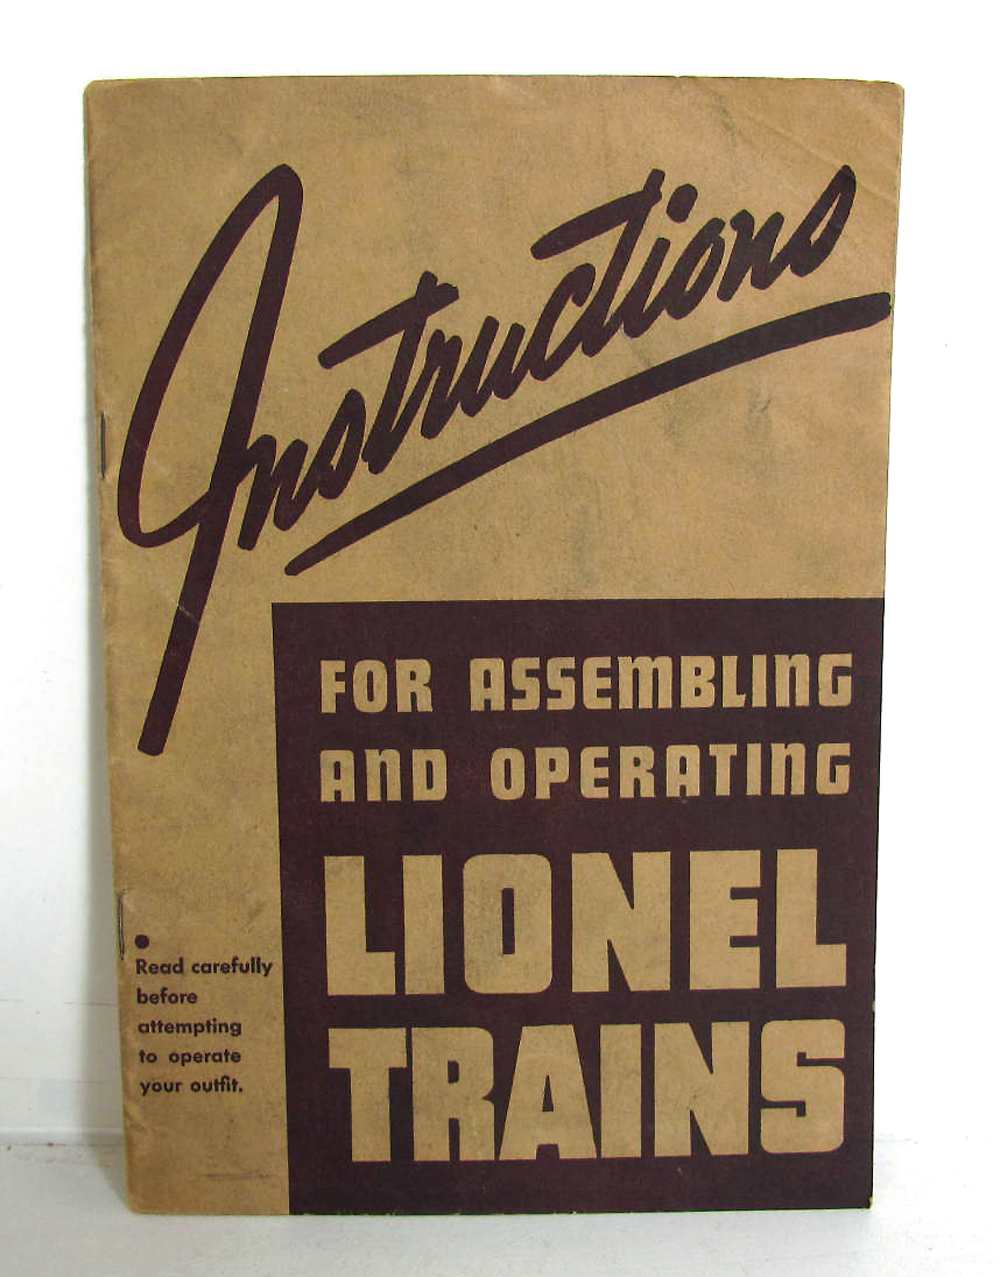 Instructions
FOR ASSEMBLING
AND OPERATING
LIONEL
TRAINS
Read carefully
before
attempting
to operate
your outfit.